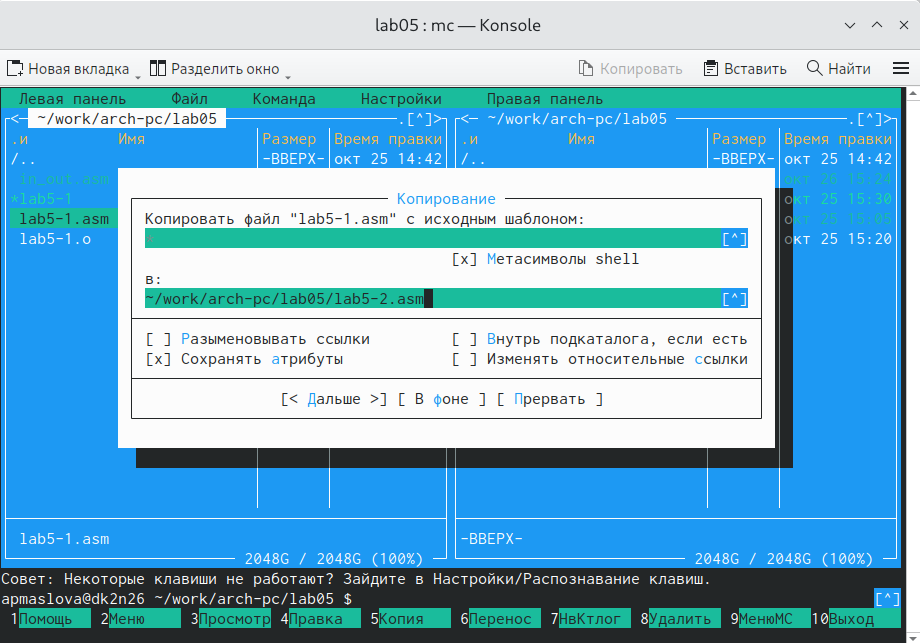 lab05 : mc — Konsole
Новая вкладка Разделить окно Копировать Вставить Найти
Левая панель Файл Команда Настройки Правая панель
<— ~/work/arch-pc/lab05 .[^]> <— ~/work/arch-pc/lab05 .[^]>
.и Имя Размер Время правки .и Имя Размер Время правки
/.. -ВВЕРХ- окт 25 14:42 /.. -ВВЕРХ- окт 25 14:42
in_out.asm окт 26 15:24
*lab5-1 Копирование окт 25 15:30
lab5-1.asm Копировать файл "lab5-1.asm" с исходным шаблоном: окт 25 15:05
lab5-1.o [^] окт 25 15:20
[x] Метасимволы shell
в:
~/work/arch-pc/lab05/lab5-2.asm [^]
[ ] Разыменовывать ссылки [ ] Внутрь подкаталога, если есть
[x] Сохранять атрибуты [ ] Изменять относительные ссылки
[< Дальше >] [ В фоне ] [ Прервать ]
lab5-1.asm -ВВЕРХ-
2048G / 2048G (100%) 2048G / 2048G (100%)
Совет: Некоторые клавиши не работают? Зайдите в Настройки/Распознавание клавиш.
apmaslova@dk2n26 ~/work/arch-pc/lab05 $ [^]
1Помощь 2Меню 3Просмотр 4Правка 5Копия 6Перенос 7НвКтлог 8Удалить 9МенюМС 10Выход